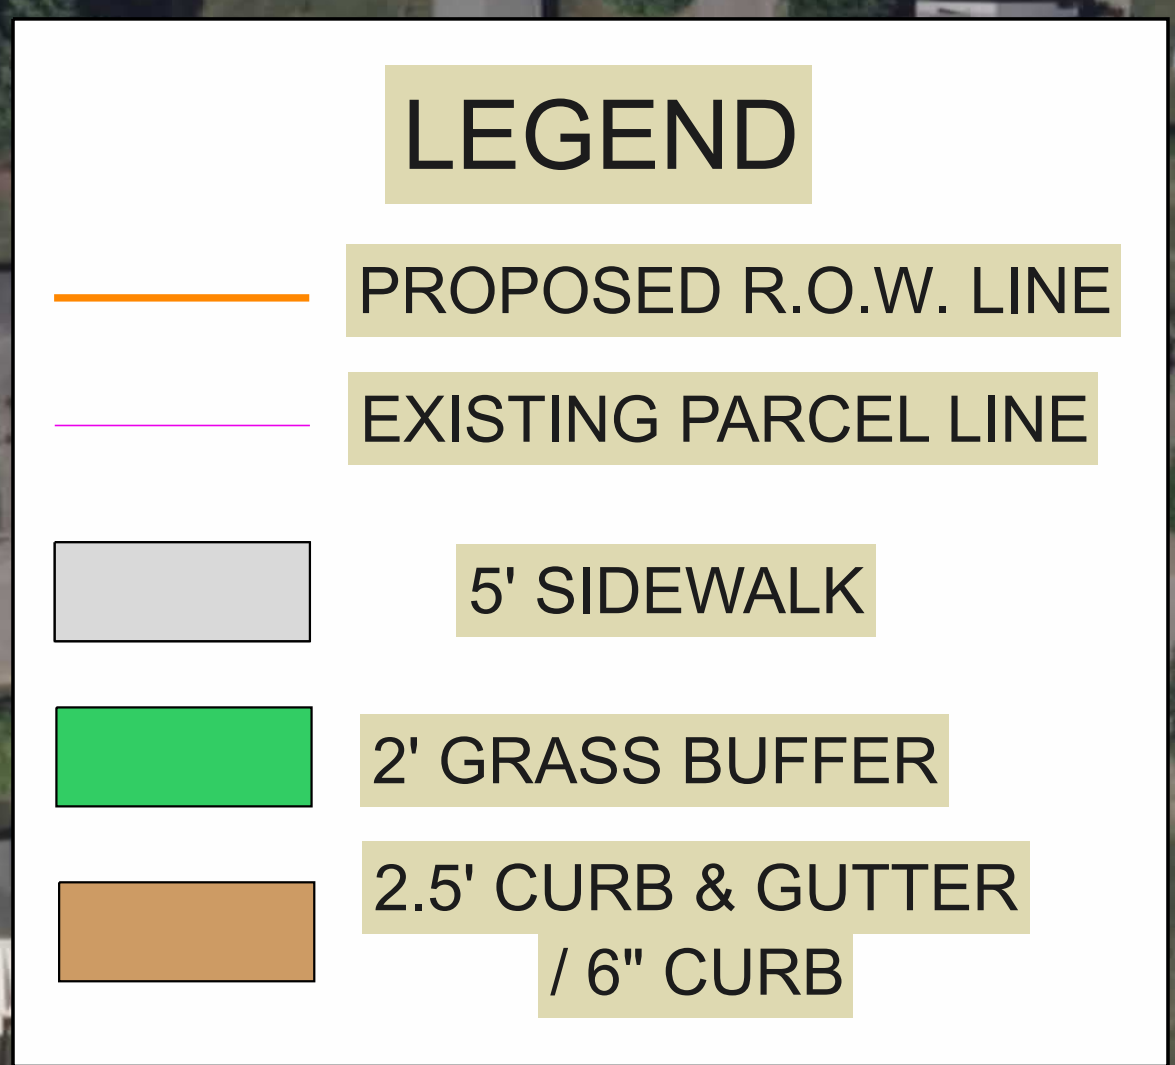 LEGEND
PROPOSED R.O.W. LINE
EXISTING PARCEL LINE
5' SIDEWALK
2' GRASS BUFFER
2.5' CURB & GUTTER
/ 6" CURB